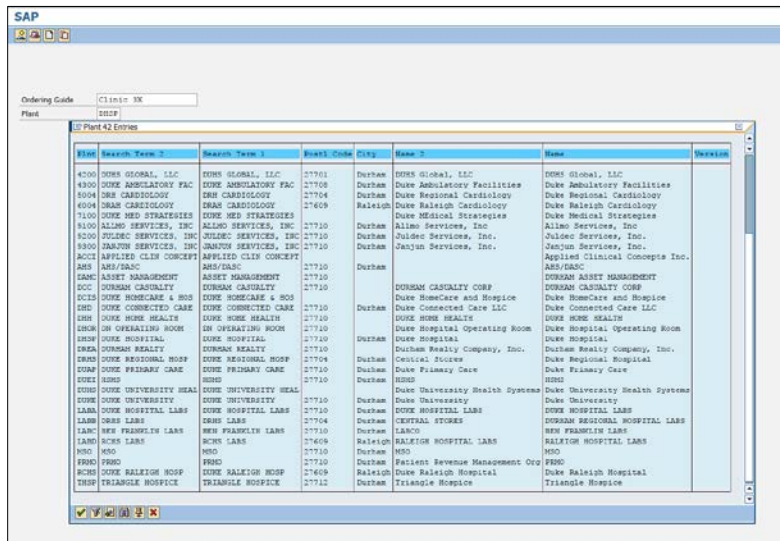 SAP
Ordering Guide Clinic NX
Plant DHSP
Plant 42 Entries
Plnt Search Term 2 Search Term 1 Postl Code City Name 2 Name Version
4200 DUHS GLOBAL, LLC DUHS GLOBAL, LLC 27701 Durham DUHS Global, LLC DUHS Global, LLC
4300 DUKE AMBULATORY FAC DUKE AMBULATORY FAC 27708 Durham Duke Ambulatory Facilities Duke Ambulatory Facilities
5004 DRH CARDIOLOGY DRH CARDIOLOGY 27704 Durham Duke Regional Cardiology Duke Regional Cardiology
6004 DRAH CARDIOLOGY DRAH CARDIOLOGY 27609 Raleigh Duke Raleigh Cardiology Duke Raleigh Cardiology
7100 DUKE MED STRATEGIES DUKE MED STRATEGIES Duke MEdical Strategies Duke Medical Strategies
9100 ALLMO SERVICES, INC ALLMO SERVICES, INC 27710 Durham Allmo Services, Inc Allmo Services, Inc
9200 JULDEC SERVICES, INC JULDEC SERVICES, INC 27710 Durham Juldec Services, Inc. Juldec Services, Inc.
9300 JANJUN SERVICES, INC JANJUN SERVICES, INC 27710 Durham Janjun Services, Inc. Janjun Services, Inc.
ACCI APPLIED CLIN CONCEPT APPLIED CLIN CONCEPT Applied Clinical Concepts Inc.
AHS AHS/DASC AHS/DASC 27710 Durham AHS/DASC
DAMC ASSET MANAGEMENT ASSET MANAGEMENT 27710 DURHAM ASSET MANAGEMENT
DCC DURHAM CASUALTY DURHAM CASUALTY 27710 DURHAM CASUALTY CORP DURHAM CASUALTY CORP
DCIS DUKE HOMECARE & HOS DUKE HOMECARE & HOS Duke HomeCare and Hospice Duke HomeCare and Hospice
DHD DUKE CONNECTED CARE DUKE CONNECTED CARE 27710 Durham Duke Connected Care LLC Duke Connected Care LLC
DHH DUKE HOME HEALTH DUKE HOME HEALTH 27710 DUKE HOME HEALTH DUKE HOME HEALTH
DHOR DN OPERATING ROOM DN OPERATING ROOM 27710 Duke Hospital Operating Room Duke Hospital Operating Room
DHSP DUKE HOSPITAL DUKE HOSPITAL 27710 Durham Duke Hospital Duke Hospital
DREA DURHAM REALTY DURHAM REALTY 27710 Durham Realty Company, Inc. Durham Realty Company, Inc.
DRHS DUKE REGIONAL HOSP DUKE REGIONAL HOSP 27704 Durham Central Stores Duke Regional Hospital
DUAP DUKE PRIMARY CARE DUKE PRIMARY CARE 27710 Durham Duke Primary Care Duke Primary Care
DUEI HSMS HSMS 27710 Durham HSMS HSMS
DUHS DUKE UNIVERSITY HEAL DUKE UNIVERSITY HEAL Duke University Health Systems Duke University Health Systems
DUKE DUKE UNIVERSITY DUKE UNIVERSITY 27710 Durham Duke University Duke University
LABA DUKE HOSPITAL LABS DUKE HOSPITAL LABS 27710 Durham DUKE HOSPITAL LABS DUKE HOSPITAL LABS
LABB DRHS LABS DRHS LABS 27704 Durham CENTRAL STORES DURHAM REGIONAL HOSPITAL LABS
LABC BEN FRANKLIN LABS BEN FRANKLIN LABS 27710 Durham LABCO BEN FRANKLIN LABS
LABD RCHS LABS RCHS LABS 27609 Raleigh RALEIGH HOSPITAL LABS RALEIGH HOSPITAL LABS
MSO MSO MSO 27710 Durham MSO MSO
PRMO PRMO PRMO 27710 Durham Patient Revenue Management Org PRMO
RCHS DUKE RALEIGH HOSP DUKE RALEIGH HOSP 27609 Raleigh Duke Raleigh Hospital Duke Raleigh Hospital
THSP TRIANGLE HOSPICE TRIANGLE HOSPICE 27712 Durham Triangle Hospice Triangle Hospice